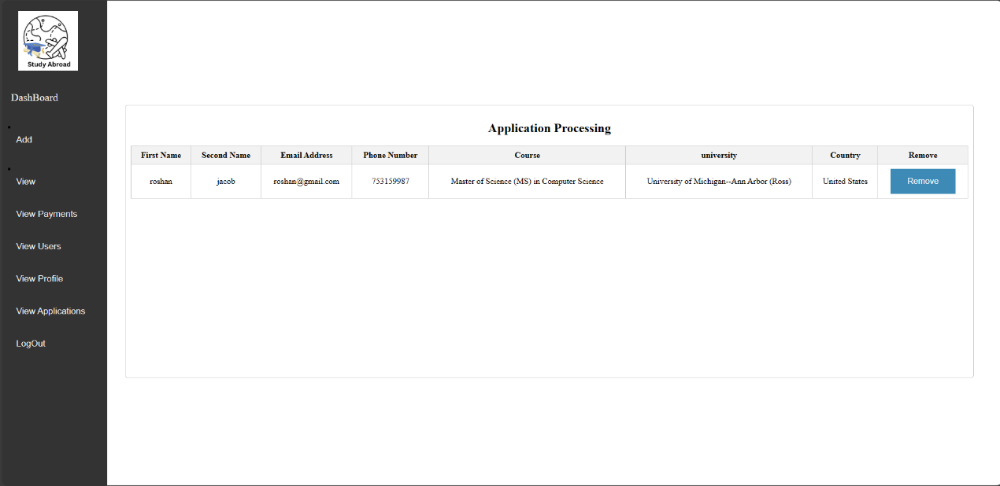 Study Abroad
DashBoard
Add
View
View Payments
View Users
View Profile
View Applications
LogOut
Application Processing
First Name Second Name Email Address Phone Number Course university Country Remove
roshan jacob roshan@gmail.com 753159987 Master of Science (MS) in Computer Science University of Michigan--Ann Arbor (Ross) United States Remove